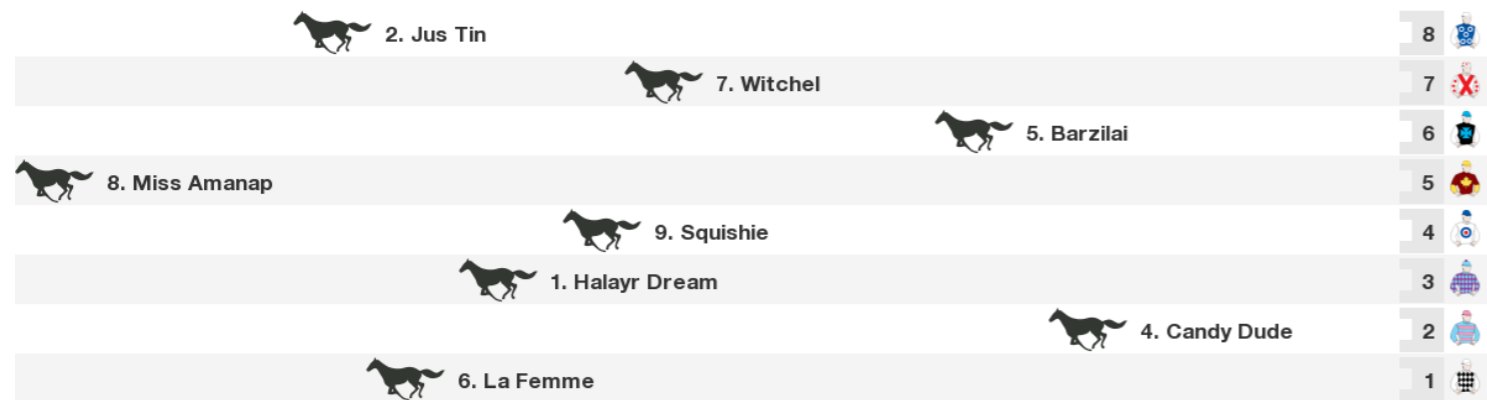 2. Jus Tin 8
7. Witchel 7
5. Barzilai 6
8. Miss Amanap 5
9. Squishie 4
1. Halayr Dream 3
4. Candy Dude 2
6. La Femme 1